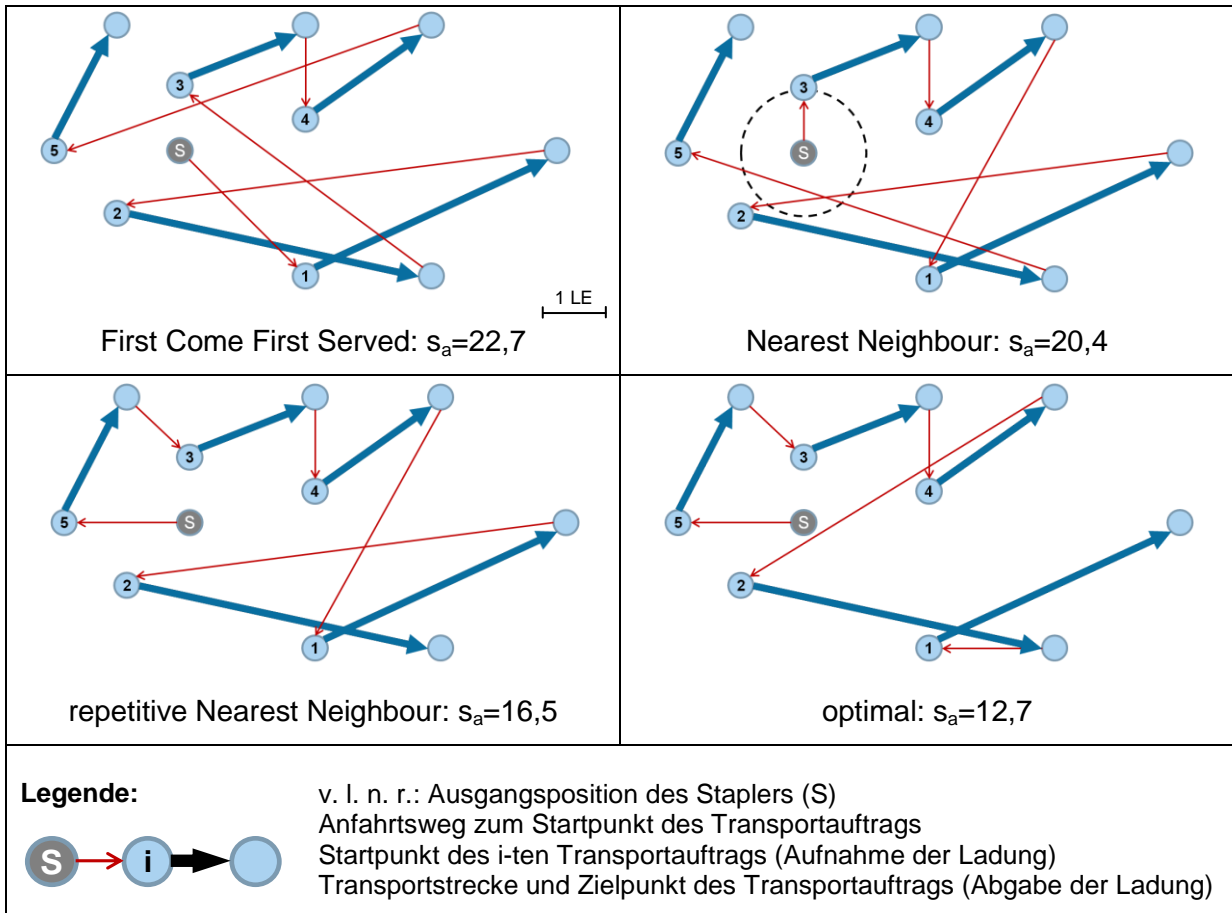 3
4
5
S
2
1
1 LE
First Come First Served: sₐ=22,7
3
4
5
S
2
1
Nearest Neighbour: sₐ=20,4
3
4
5
S
2
1
repetitive Nearest Neighbour: sₐ=16,5
3
4
5
S
2
1
optimal: sₐ=12,7
Legende:
S
i
v. l. n. r.: Ausgangsposition des Staplers (S)
Anfahrtsweg zum Startpunkt des Transportauftrags
Startpunkt des i-ten Transportauftrags (Aufnahme der Ladung)
Transportstrecke und Zielpunkt des Transportauftrags (Abgabe der Ladung)